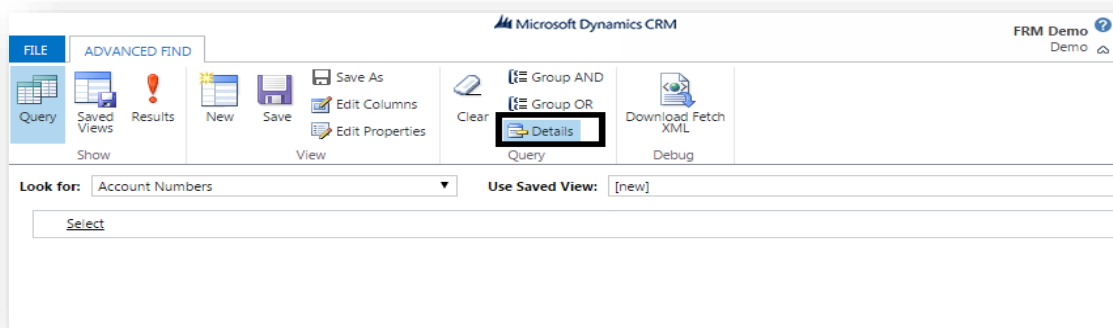 Microsoft Dynamics CRM
FRM Demo
Demo
FILE
ADVANCED FIND
Query
Saved Views
Results
New
Save
Save As
Edit Columns
Edit Properties
Clear
[ Group AND
[ Group OR
Details
Download Fetch XML
Show
View
Query
Debug
Look for: Account Numbers
Use Saved View: [new]
Select